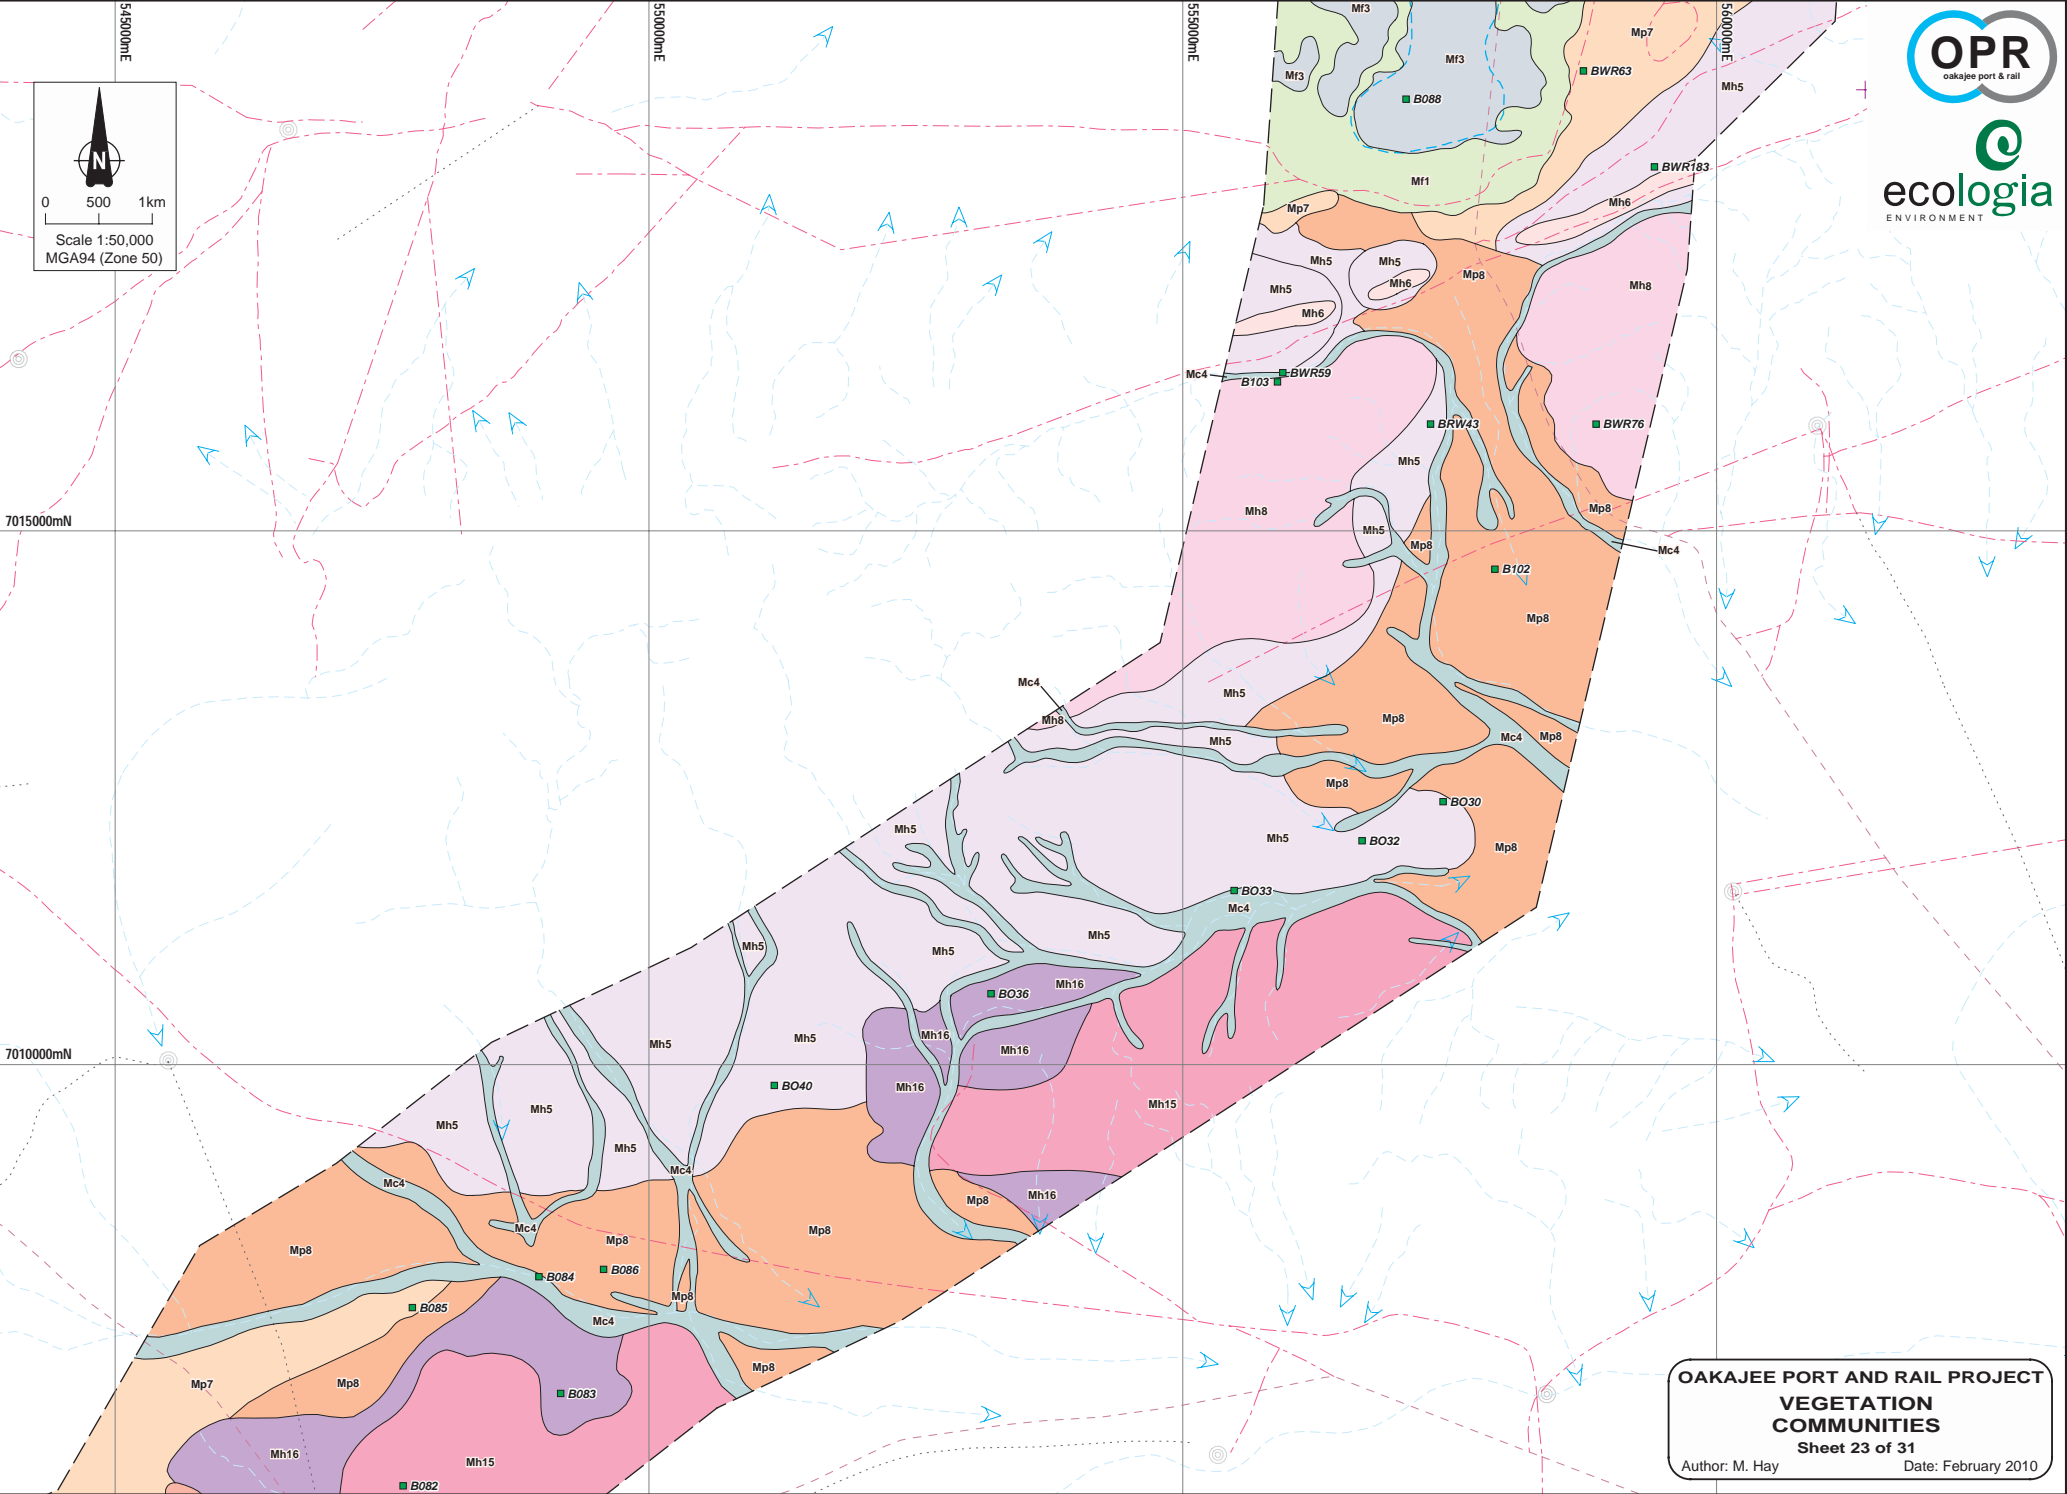 545000mE
550000mE
555000mE
560000mE
OPR
oakajee port & rail
ecologia
ENVIRONMENT
N
0 500 1km
Scale 1:50,000
MGA94 (Zone 50)
Mf3
Mp7
Mf3
Mf3
BWR63
Mh5
B088
BWR183
Mf1
Mh6
Mp7
Mh5
Mh5
Mp8
Mh5
Mh6
Mh8
Mh6
Mc4
BWR59
B103
BRW43
BWR76
Mh5
Mh8
Mp8
7015000mN
Mh5
Mp8
Mc4
B102
Mp8
Mc4
Mh5
Mh8
Mp8
Mh5
Mc4
Mp8
Mp8
BO30
Mh5
Mh5
BO32
Mp8
BO33
Mc4
Mh5
Mh5
Mh5
Mh16
BO36
Mh16
Mh5
Mh5
Mh16
7010000mN
BO40
Mh16
Mh15
Mh5
Mh5
Mh5
Mc4
Mc4
Mh16
Mp8
Mc4
Mp8
Mp8
Mp8
B086
B084
Mp8
B085
Mc4
Mp8
Mp7
Mp8
B083
Mh16
Mh15
B082
OAKAJEE PORT AND RAIL PROJECT
VEGETATION
COMMUNITIES
Sheet 23 of 31
Author: M. Hay Date: February 2010